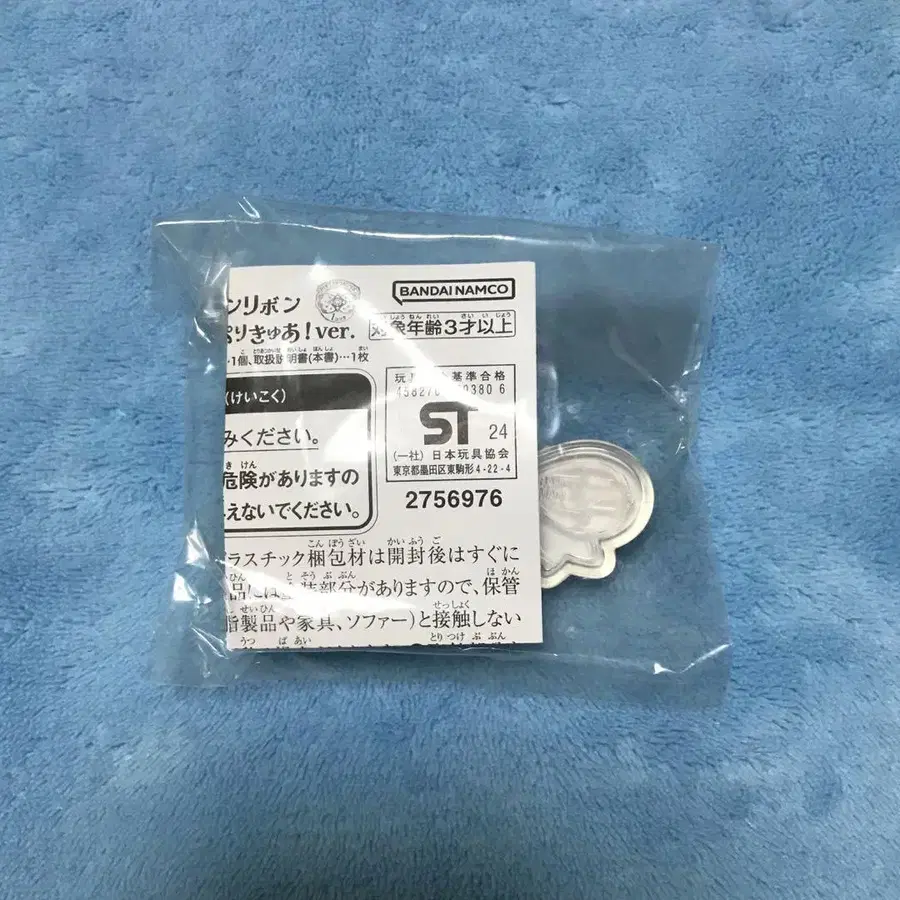 ンリボン
ぷりきゅあ!ver.
1個、取扱説明書(本書)…1枚
BANDAI NAMCO
対象年齢3才以上
(けいこく)
みください。
危険がありますの
えないでください。
基準合格
ST 24
(一社)日本玩具協会
東京都墨田区東駒形4-22-4
2756976
ラスチック梱包材は開封後はすぐに
部分がありますので、保管
製品や家具、ソファー)と接触しない